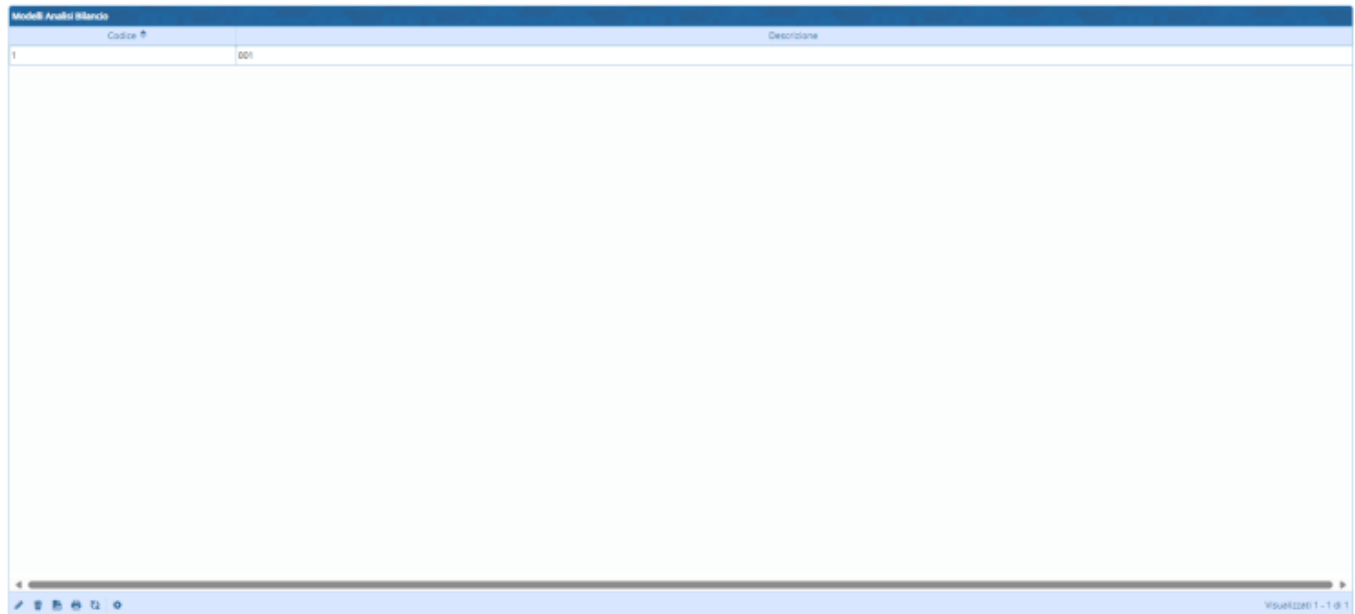 Modelli Analisi Bilancio
Codice Descrizione
1 001
Visualizzati 1 - 1 di 1